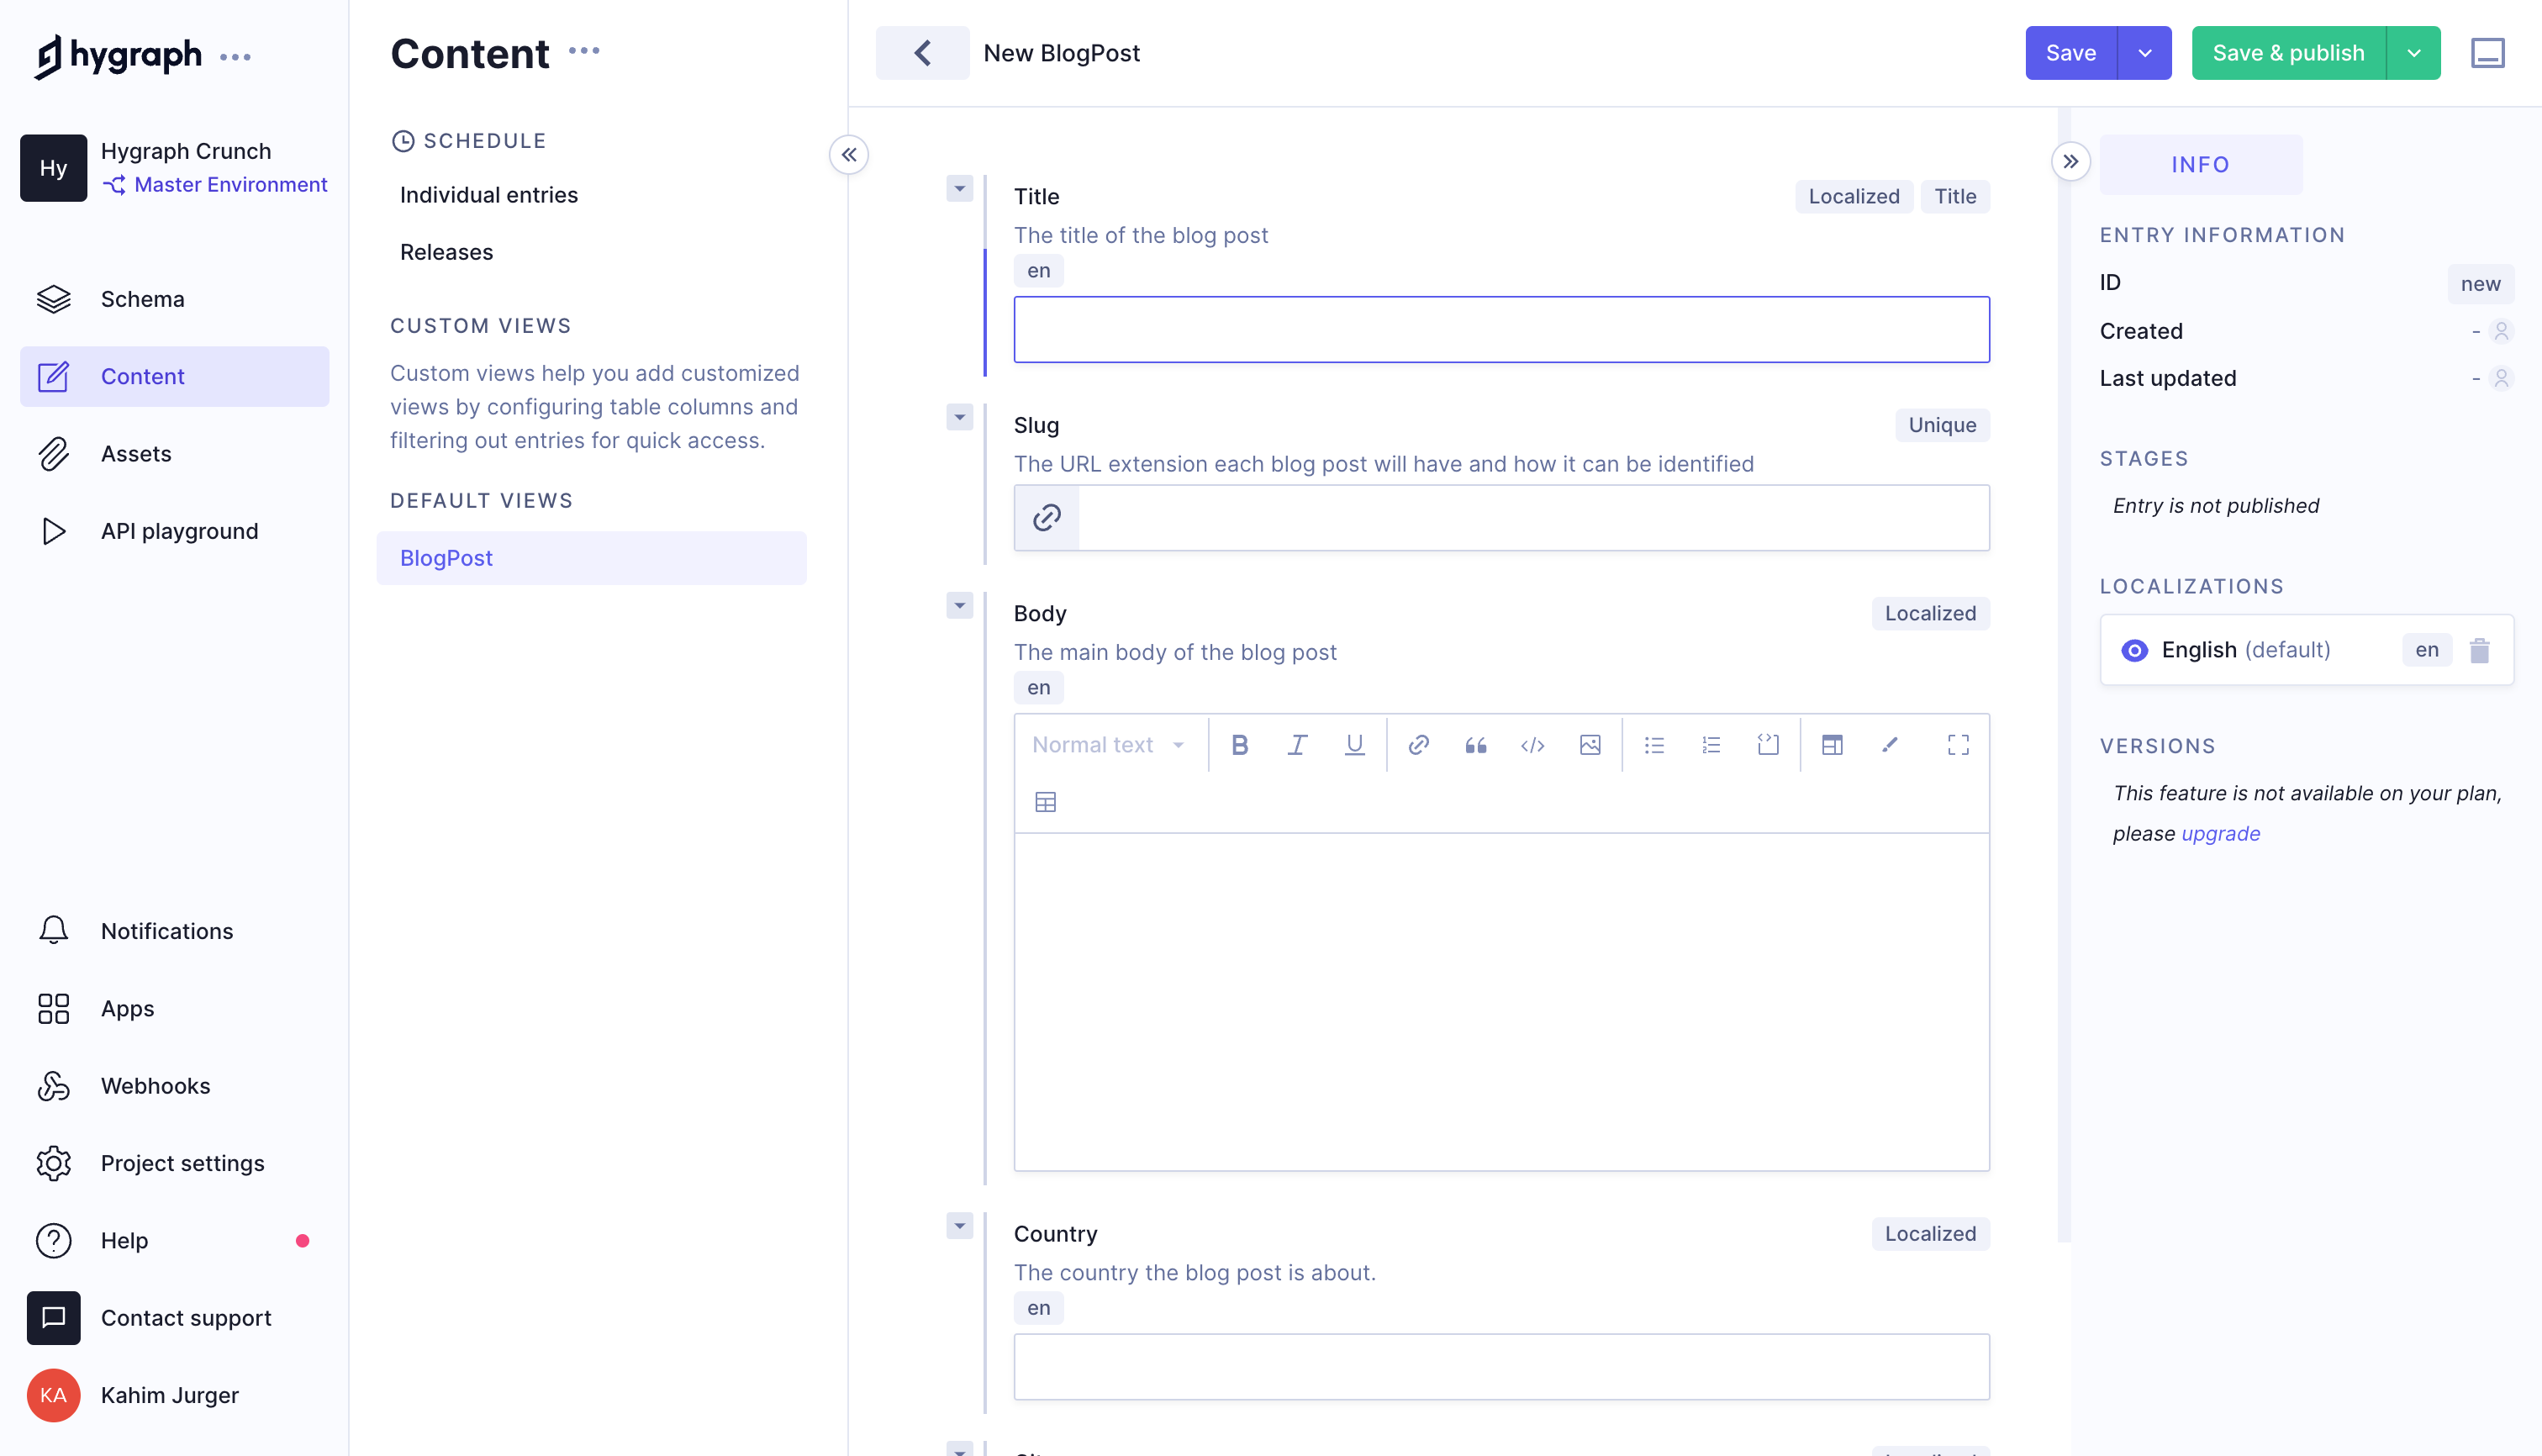 hygraph
Hy
Hygraph Crunch
Master Environment
Schema
Content
Assets
API playground
Notifications
Apps
Webhooks
Project settings
Help
Contact support
KA
Kahim Jurger
Content
SCHEDULE
Individual entries
Releases
CUSTOM VIEWS
Custom views help you add customized
views by configuring table columns and
filtering out entries for quick access.
DEFAULT VIEWS
BlogPost
New BlogPost
Save
Save & publish
Title
Localized
Title
The title of the blog post
en
Slug
Unique
The URL extension each blog post will have and how it can be identified
Body
Localized
The main body of the blog post
en
Normal text
Country
Localized
The country the blog post is about.
en
INFO
ENTRY INFORMATION
ID
new
Created
-
Last updated
-
STAGES
Entry is not published
LOCALIZATIONS
English (default)
en
VERSIONS
This feature is not available on your plan,
please upgrade